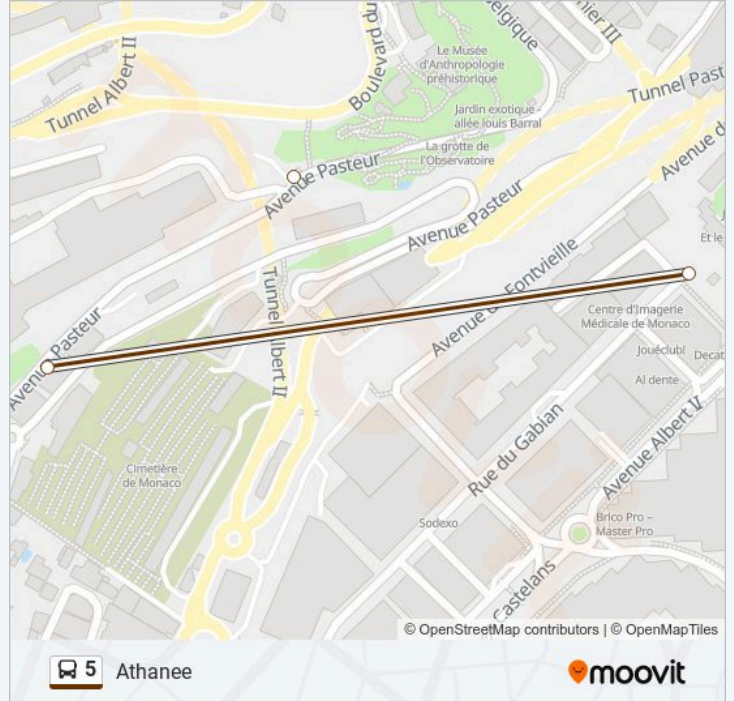 Belgique
nier III
Boulevard du
Le Musée
d'Anthropologie
préhistorique
Tunnel Albert II
Tunnel Past
Jardin exotique -
allée louis Barral
La grotte de
l'Observatoire
Avenue Pasteur
Avenue d
Avenue Pasteur
Et le
Avenue de Fontvieille
Tunnel Albert II
Centre d'Imagerie
Médicale de Monaco
Avenue Pasteur
Jouéclub!
Decat
Al dente
Avenue Albert II
Rue du Gabian
Cimetière
de Monaco
Sodexo
Brico Pro –
Master Pro
Castelans
© OpenStreetMap contributors | © OpenMapTiles
5 Athanee
moovit